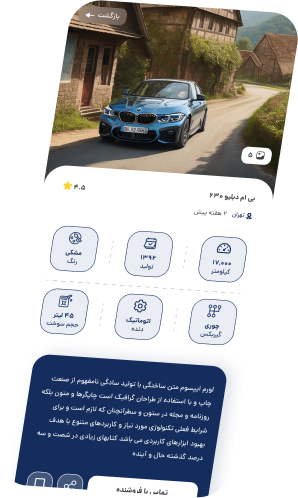 بازگشت
۵
بی ام دبلیو ۶۳۰
۴.۵
تهران
۲ هفته پیش
۱۷,۰۰۰
کیلومتر
۱۳۹۲
تولید
مشکی
رنگ
جوری
گیربکس
اتوماتیک
دنده
۴۵ لیتر
حجم سوخت
لورم ایپسوم متن ساختگی با تولید سادگی نامفهوم از صنعت
چاپ و با استفاده از طراحان گرافیک است چاپگرها و متون بلکه
روزنامه و مجله در ستون و سطرآنچنان که لازم است و برای
شرایط فعلی تکنولوژی مورد نیاز و کاربردهای متنوع با هدف
بهبود ابزارهای کاربردی می باشد کتابهای زیادی در شصت و سه
درصد گذشته حال و آینده
تماس با فروشنده